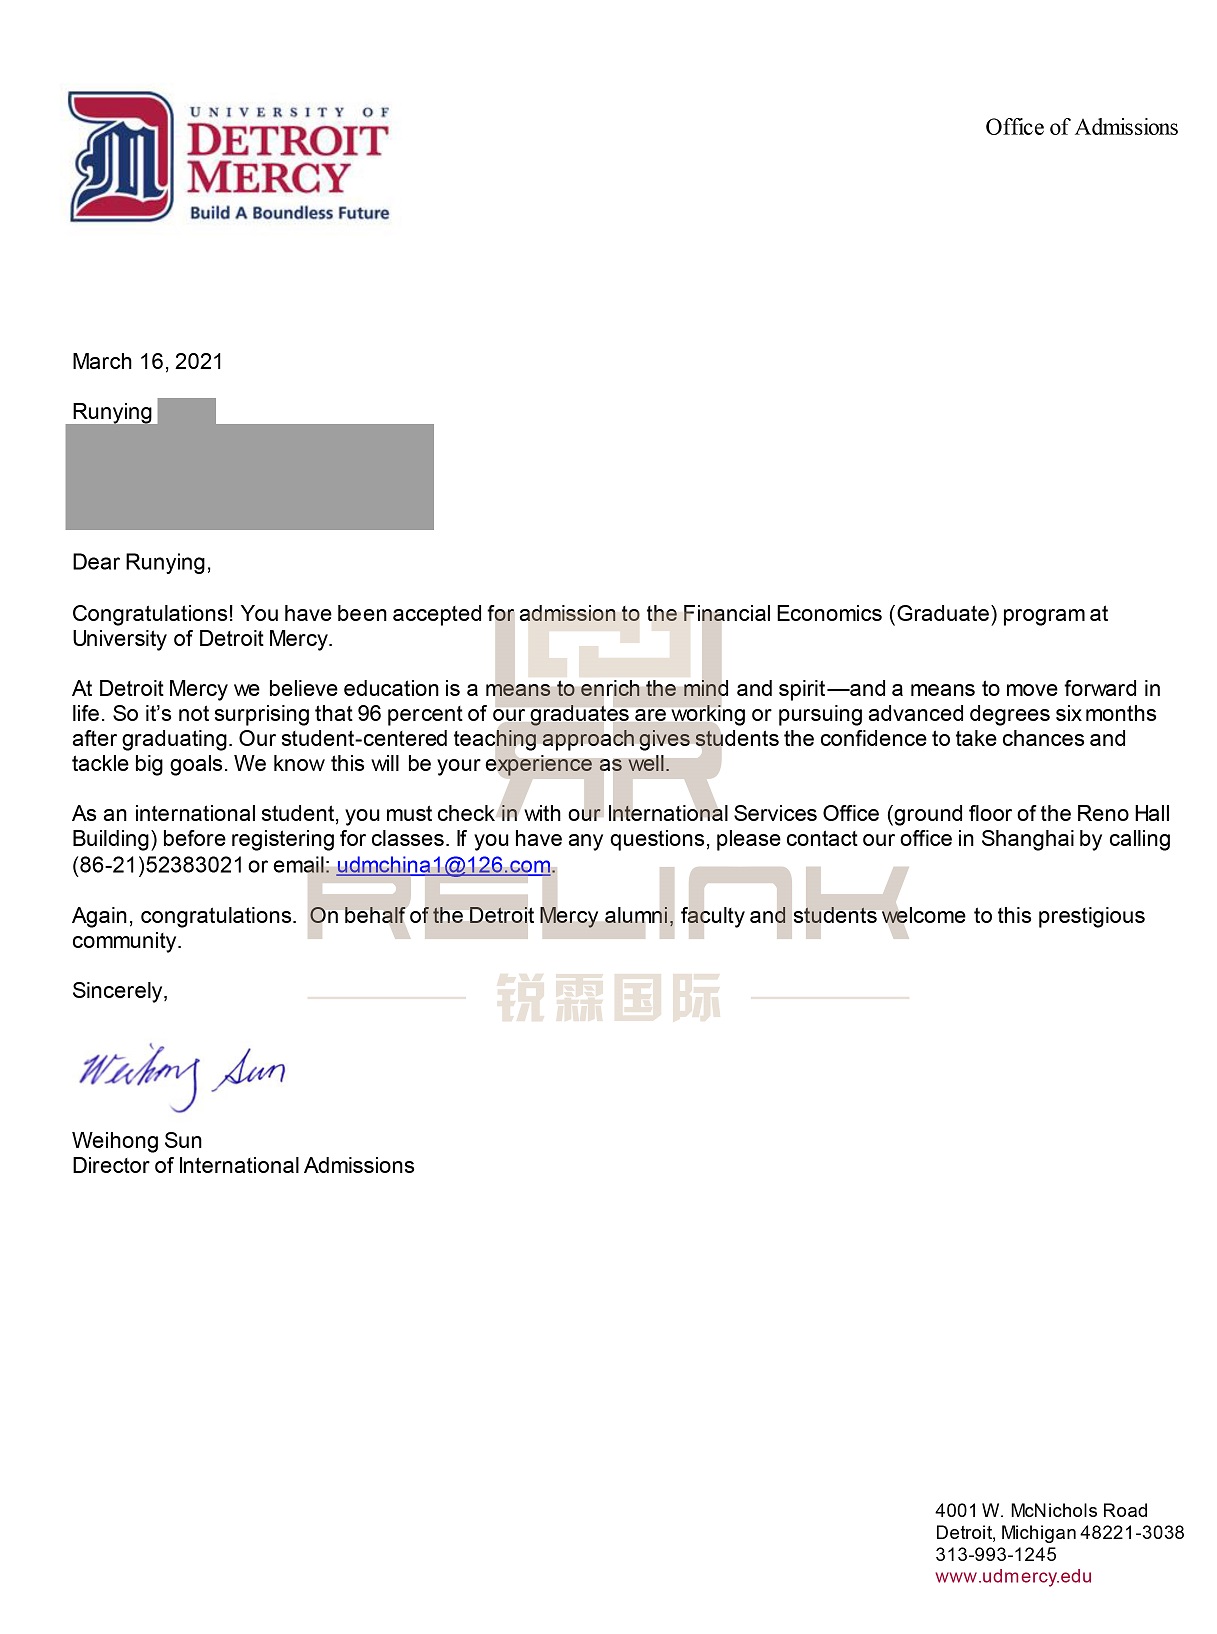 UNIVERSITY OF
DETROIT
MERCY
Build A Boundless Future
Office of Admissions
March 16, 2021
Runying
Dear Runying,
Congratulations! You have been accepted for admission to the Financial Economics (Graduate) program at
University of Detroit Mercy.
At Detroit Mercy we believe education is a means to enrich the mind and spirit—and a means to move forward in
life. So it’s not surprising that 96 percent of our graduates are working or pursuing advanced degrees six months
after graduating. Our student-centered teaching approach gives students the confidence to take chances and
tackle big goals. We know this will be your experience as well.
As an international student, you must check in with our International Services Office (ground floor of the Reno Hall
Building) before registering for classes. If you have any questions, please contact our office in Shanghai by calling
(86-21)52383021 or email: udmchina1@126.com.
RELINK
Again, congratulations. On behalf of the Detroit Mercy alumni, faculty and students welcome to this prestigious
community.
Sincerely,
锐霖国际
Weihong Sun
Weihong Sun
Director of International Admissions
4001 W. McNichols Road
Detroit, Michigan 48221-3038
313-993-1245
www.udmercy.edu